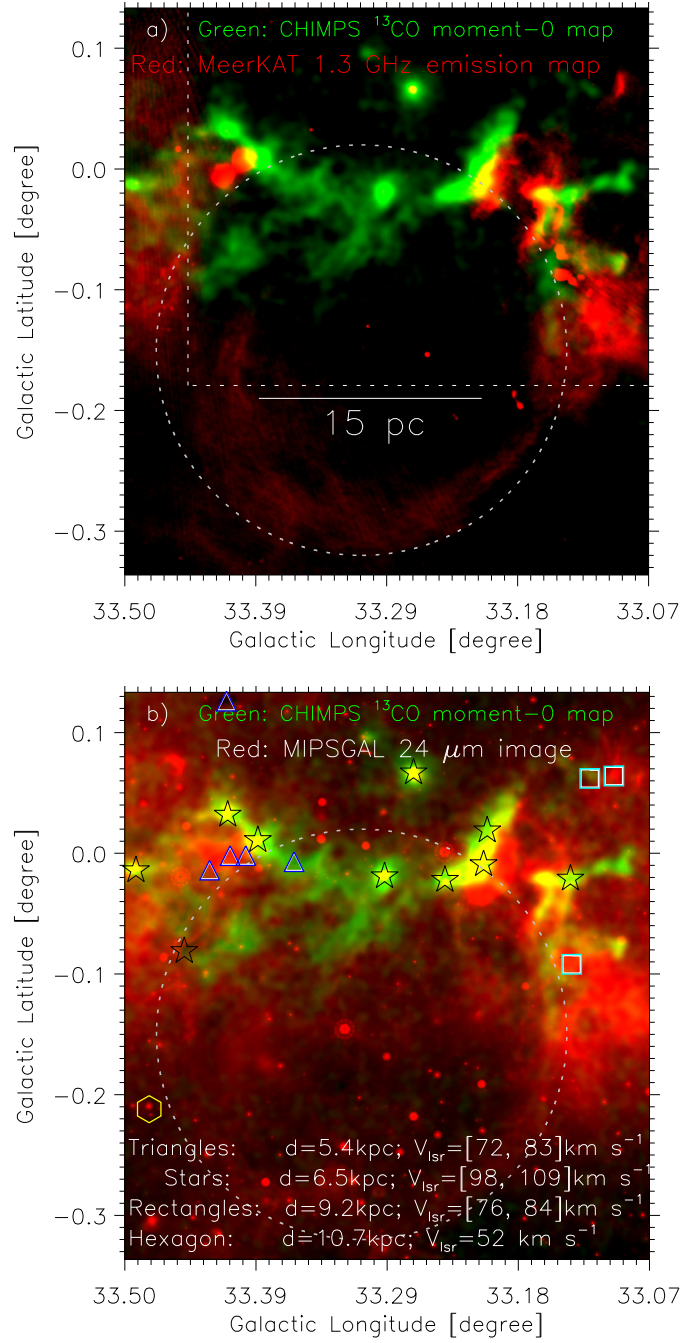 a) Green: CHIMPS ¹³CO moment−0 map
Red: MeerKAT 1.3 GHz emission map
0.1
0.0
−0.1
−0.2
−0.3
Galactic Latitude [degree]
15 pc
33.50 33.39 33.29 33.18 33.07
Galactic Longitude [degree]
b) Green: CHIMPS ¹³CO moment−0 map
Red: MIPSGAL 24 μm image
0.1
0.0
−0.1
−0.2
−0.3
Galactic Latitude [degree]
Triangles: d=5.4kpc; V_lsr=[72, 83]km s⁻¹
Stars: d=6.5kpc; V_lsr=[98, 109]km s⁻¹
Rectangles: d=9.2kpc; V_lsr=[76, 84]km s⁻¹
Hexagon: d=10.7kpc; V_lsr=52 km s⁻¹
33.50 33.39 33.29 33.18 33.07
Galactic Longitude [degree]